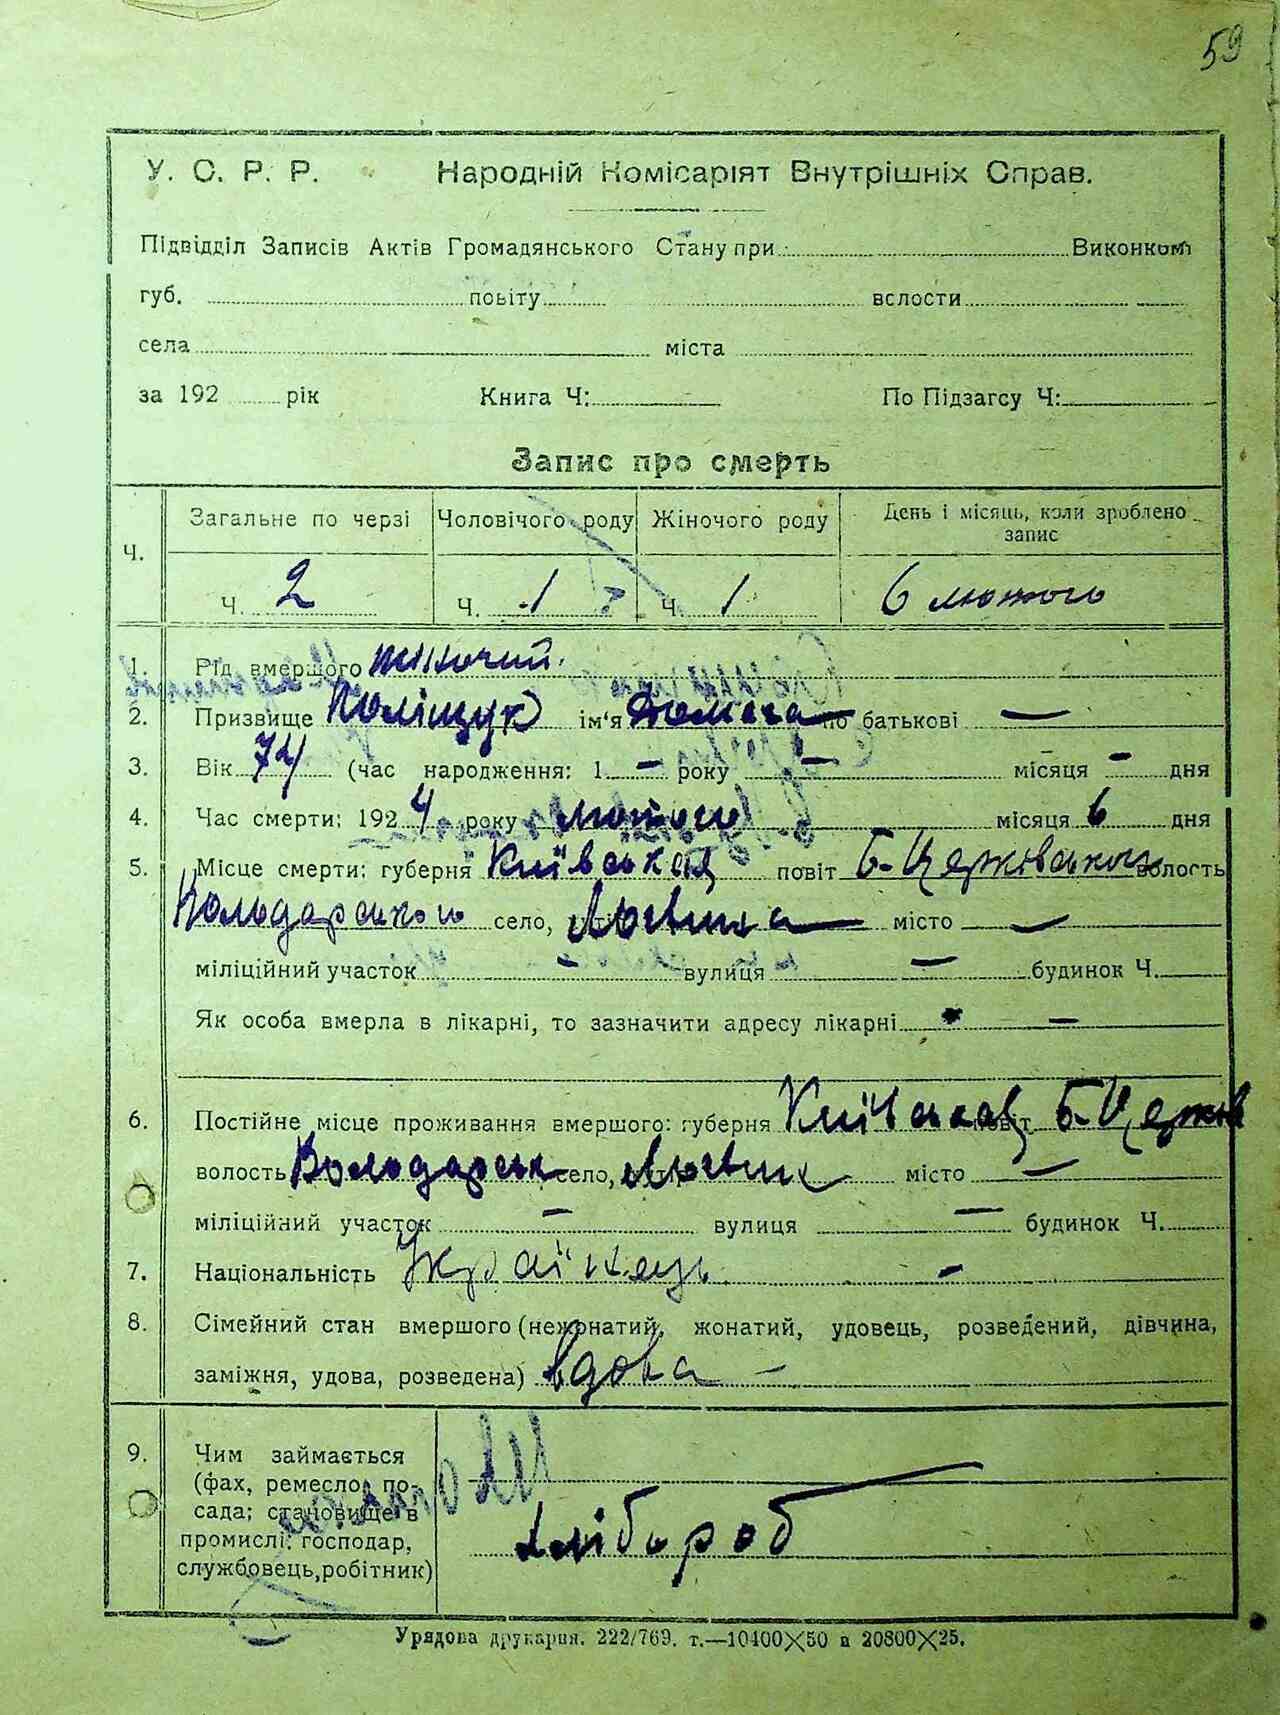 59
У. С. Р. Р. Народній Комісаріят Внутрішніх Справ.
Підвідділ Записів Актів Громадянського Стану при Виконком
губ. повіту волости
села міста
за 192 рік Книга Ч: По Підзагсу Ч:
Запис про смерть
Ч. Загальне по черзі Чоловічого роду Жіночого роду День і місяць, коли зроблено запис
Ч. 2 Ч. 1 Ч. 1 6 лютого
1. Рід вмершого жиночий.
2. Призвище Поліщук ім'я по батькові —
3. Вік 74 (час народження: 1 - року — місяця - дня
4. Час смерти: 1924 року лютого місяця 6 дня
5. Місце смерти: губерня Київська повіт Б-Церковська волость
Володарського село, місто —
міліційний участок - вулиця — будинок Ч.
Як особа вмерла в лікарні, то зазначити адресу лікарні —
6. Постійне місце проживання вмершого: губерня Київська повіт Б-Церків
волость Володарськ село, місто —
міліційний участок — вулиця — будинок Ч.
7. Національність Українець -
8. Сімейний стан вмершого (нежонатий, жонатий, удовець, розведений, дівчина,
заміжня, удова, розведена) вдова -
9. Чим займається
(фах, ремесло, по-
сада; становище в
промислі: господар,
службовець, робітник)
хлібороб
Урядова друкарня. 222/769. т.—10400×50 и 20800×25.